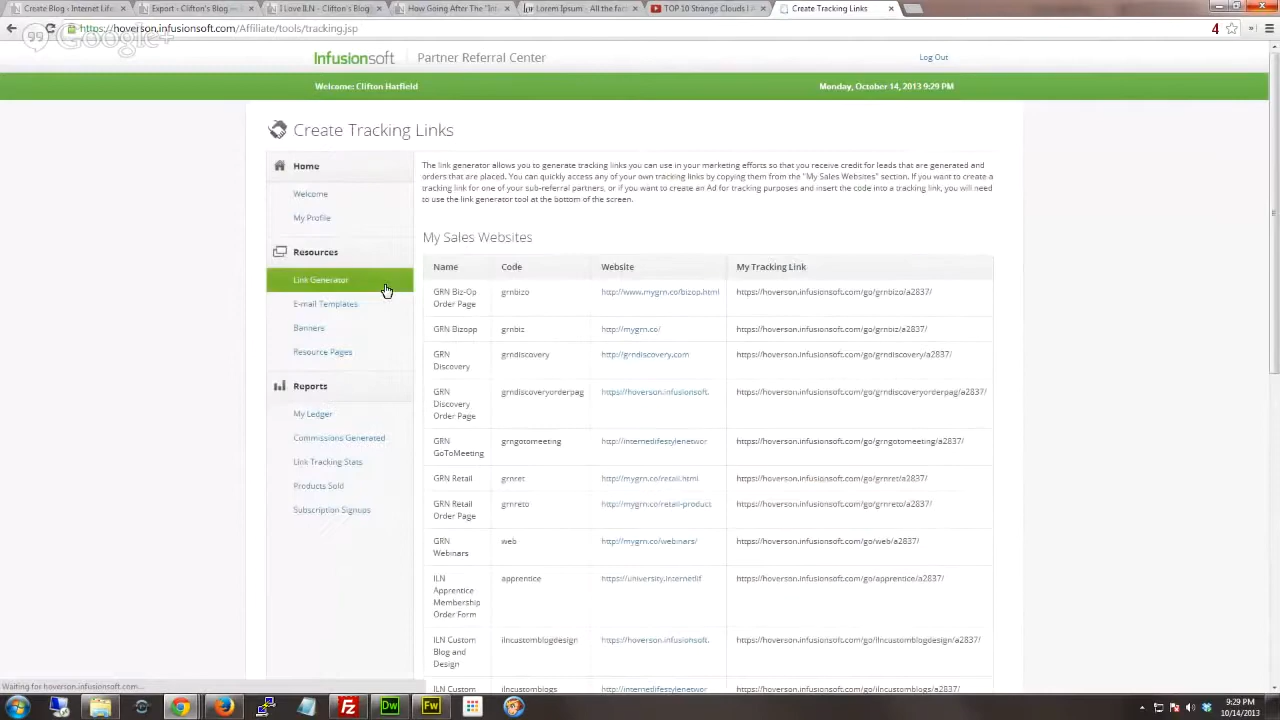 Create Blog - Internet Life
Export - Clifton's Blog —
I Love ILN - Clifton's Blog
How Going After The "Int
Lorem Ipsum - All the fac
TOP 10 Strange Clouds | A
Create Tracking Links
https://hoverson.infusionsoft.com/Affiliate/tools/tracking.jsp
4
Google+
Infusionsoft Partner Referral Center
Log Out
Welcome: Clifton Hatfield
Monday, October 14, 2013 9:29 PM
Create Tracking Links
Home
Welcome
My Profile
Resources
Link Generator
E-mail Templates
Banners
Resource Pages
Reports
My Ledger
Commissions Generated
Link Tracking Stats
Products Sold
Subscription Signups
The link generator allows you to generate tracking links you can use in your marketing efforts so that you receive credit for leads that are generated and
orders that are placed. You can quickly access any of your own tracking links by copying them from the "My Sales Websites" section. If you want to create a
tracking link for one of your sub-referral partners, or if you want to create an Ad for tracking purposes and insert the code into a tracking link, you will need
to use the link generator tool at the bottom of the screen.
My Sales Websites
Name Code Website My Tracking Link
GRN Biz-Op grnbizo http://www.mygrn.co/bizop.html https://hoverson.infusionsoft.com/go/grnbizo/a2837/
Order Page
GRN Bizopp grnbiz http://mygrn.co/ https://hoverson.infusionsoft.com/go/grnbiz/a2837/
GRN grndiscovery http://grndiscovery.com https://hoverson.infusionsoft.com/go/grndiscovery/a2837/
Discovery
GRN grndiscoveryorderpag https://hoverson.infusionsoft. https://hoverson.infusionsoft.com/go/grndiscoveryorderpag/a2837/
Discovery
Order Page
GRN grngotomeeting http://internetlifestylenetwor https://hoverson.infusionsoft.com/go/grngotomeeting/a2837/
GoToMeeting
GRN Retail grnret http://mygrn.co/retail.html https://hoverson.infusionsoft.com/go/grnret/a2837/
GRN Retail grnreto http://mygrn.co/retail-product https://hoverson.infusionsoft.com/go/grnreto/a2837/
Order Page
GRN web http://mygrn.co/webinars/ https://hoverson.infusionsoft.com/go/web/a2837/
Webinars
ILN apprentice https://university.internetlif https://hoverson.infusionsoft.com/go/apprentice/a2837/
Apprentice
Membership
Order Form
ILN Custom ilncustomblogdesign https://hoverson.infusionsoft. https://hoverson.infusionsoft.com/go/ilncustomblogdesign/a2837/
Blog and
Design
ILN Custom ilncustomblogs http://internetlifestylenetwor https://hoverson.infusionsoft.com/go/ilncustomblogs/a2837/
Waiting for hoverson.infusionsoft.com...
Fz
Dw
Fw
9:29 PM
10/14/2013